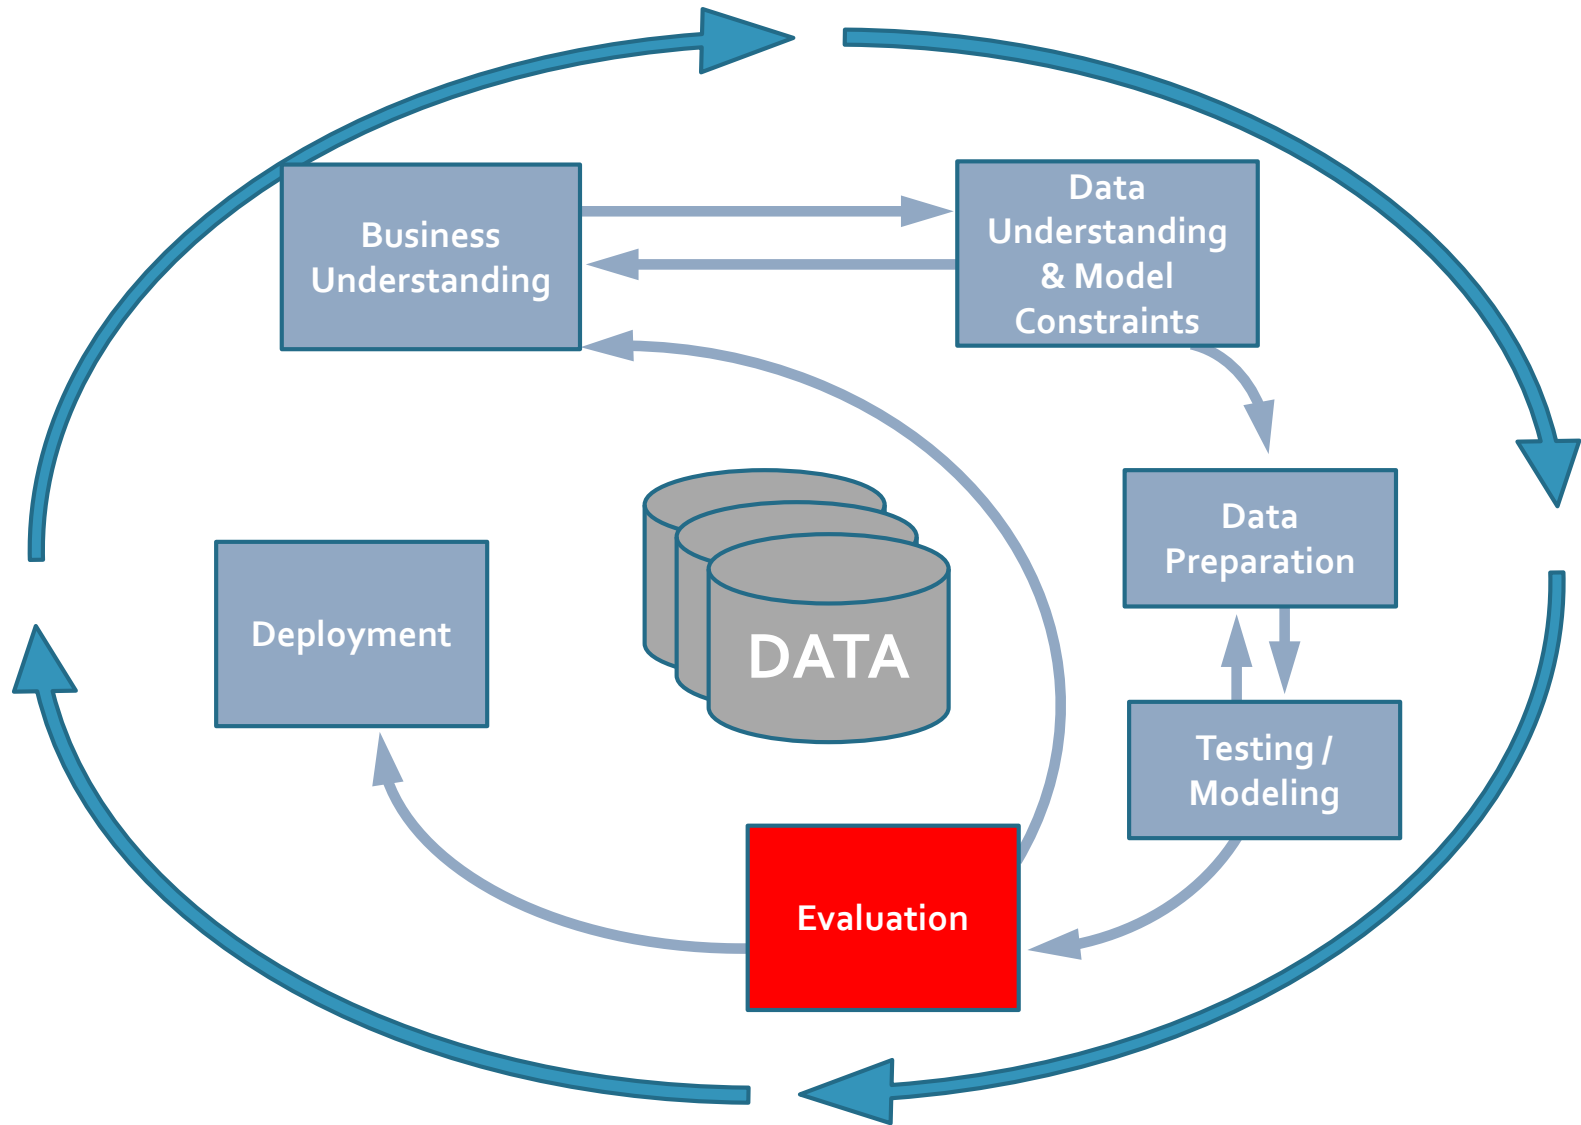 Business
Understanding
Data
Understanding
& Model
Constraints
Data
Preparation
Deployment
DATA
Testing /
Modeling
Evaluation